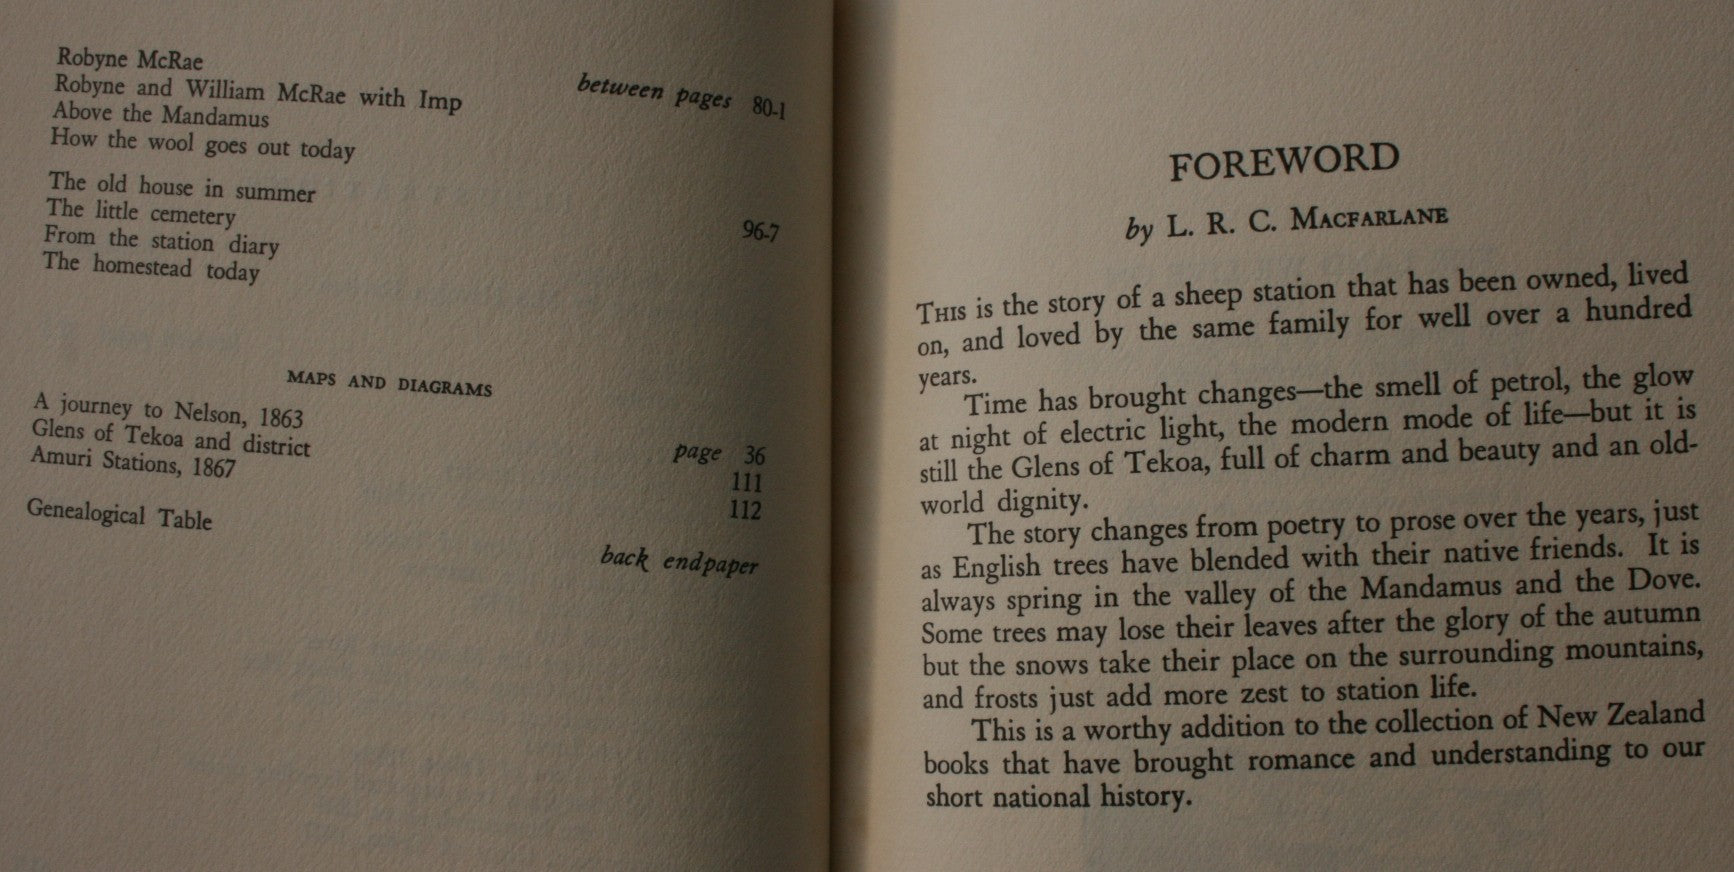 Robyne McRae
Robyne and William McRae with Imp between pages 80-1
Above the Mandamus
How the wool goes out today
The old house in summer
The little cemetery 96-7
From the station diary
The homestead today
MAPS AND DIAGRAMS
A journey to Nelson, 1863 page 36
Glens of Tekoa and district 111
Amuri Stations, 1867 112
Genealogical Table back endpaper
FOREWORD
by L. R. C. MACFARLANE
THIS is the story of a sheep station that has been owned, lived
on, and loved by the same family for well over a hundred
years.
Time has brought changes—the smell of petrol, the glow
at night of electric light, the modern mode of life—but it is
still the Glens of Tekoa, full of charm and beauty and an old-
world dignity.
The story changes from poetry to prose over the years, just
as English trees have blended with their native friends. It is
always spring in the valley of the Mandamus and the Dove.
Some trees may lose their leaves after the glory of the autumn
but the snows take their place on the surrounding mountains,
and frosts just add more zest to station life.
This is a worthy addition to the collection of New Zealand
books that have brought romance and understanding to our
short national history.